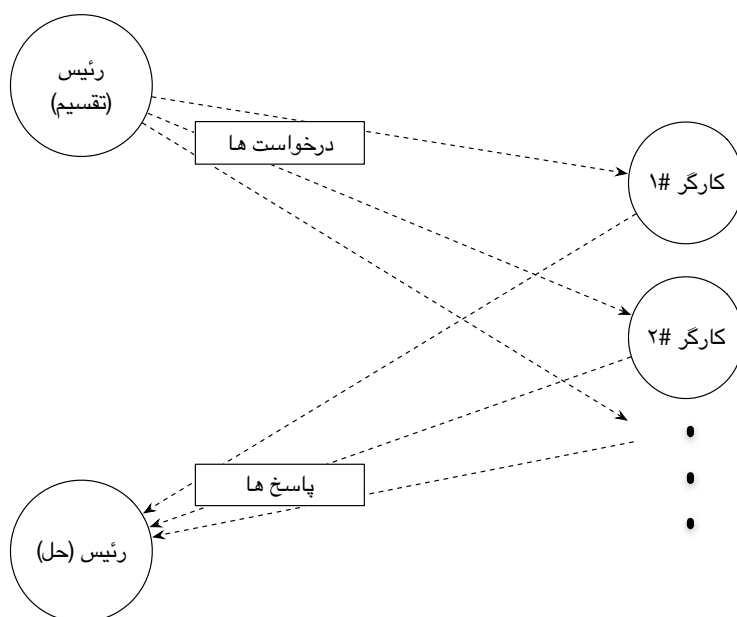 رئیس
(تقسیم)
درخواست ها
کارگر #۱
کارگر #۲
پاسخ ها
رئیس (حل)